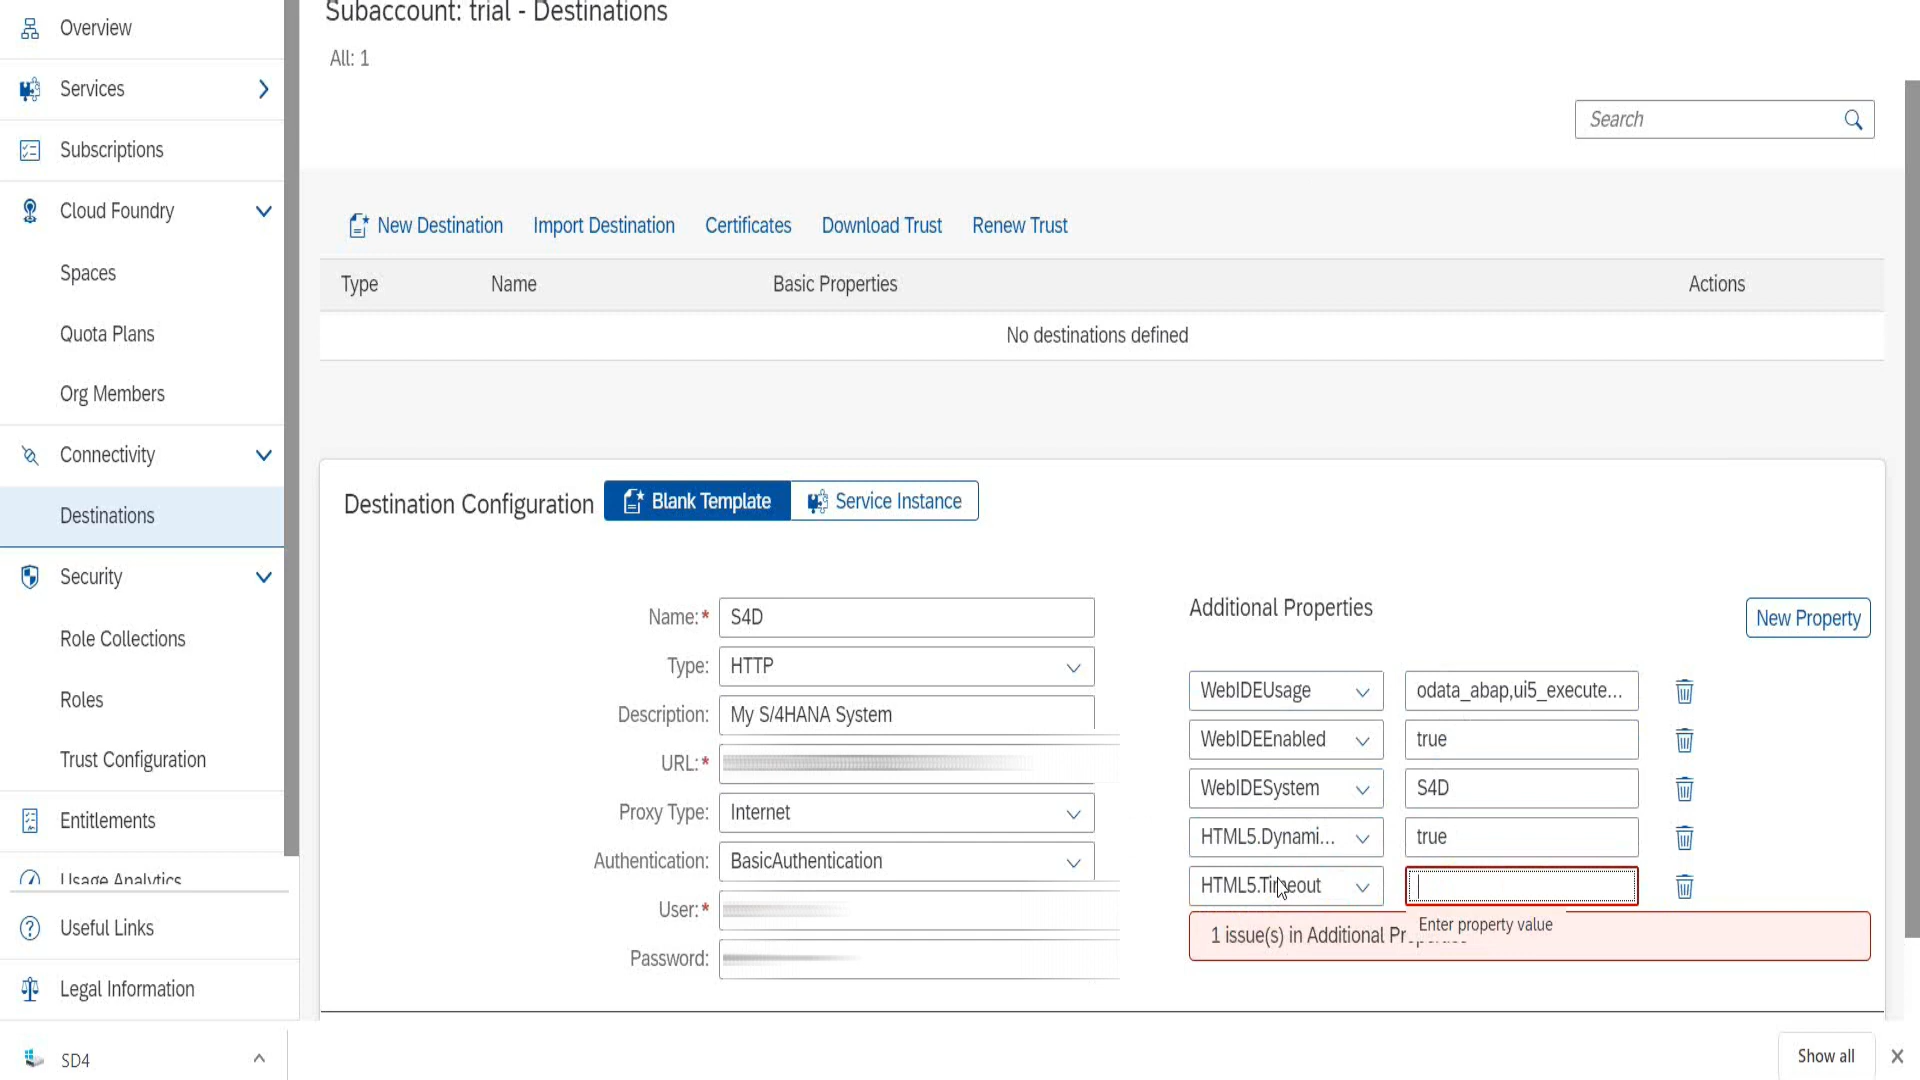 Subaccount: trial - Destinations
All: 1
Search
Overview
Services
Subscriptions
Cloud Foundry
Spaces
Quota Plans
Org Members
Connectivity
Destinations
Security
Role Collections
Roles
Trust Configuration
Entitlements
Usage Analytics
Useful Links
Legal Information
New Destination Import Destination Certificates Download Trust Renew Trust
Type Name Basic Properties Actions
No destinations defined
Destination Configuration Blank Template Service Instance
Name:* S4D
Type: HTTP
Description: My S/4HANA System
URL:*
Proxy Type: Internet
Authentication: BasicAuthentication
User:*
Password:
Additional Properties New Property
WebIDEUsage odata_abap,ui5_execute...
WebIDEEnabled true
WebIDESystem S4D
HTML5.Dynami... true
HTML5.Timeout
Enter property value
1 issue(s) in Additional Properties
SD4 Show all